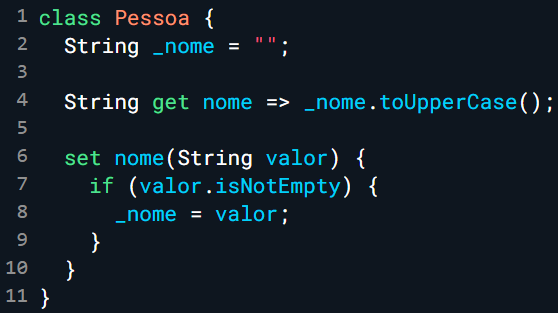 1 class Pessoa {
2   String _nome = "";
3
4   String get nome => _nome.toUpperCase();
5
6   set nome(String valor) {
7     if (valor.isNotEmpty) {
8       _nome = valor;
9     }
10   }
11 }